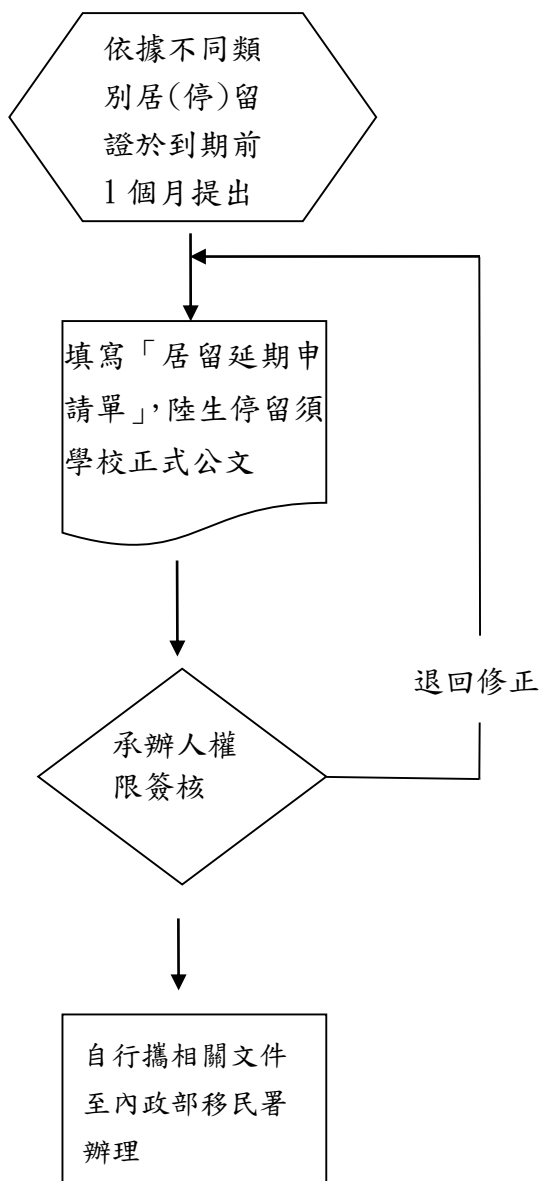 依據不同類
別居(停)留
證於到期前
1個月提出
填寫「居留延期申
請單」,陸生停留須
學校正式公文
退回修正
承辦人權
限簽核
自行攜相關文件
至內政部移民署
辦理